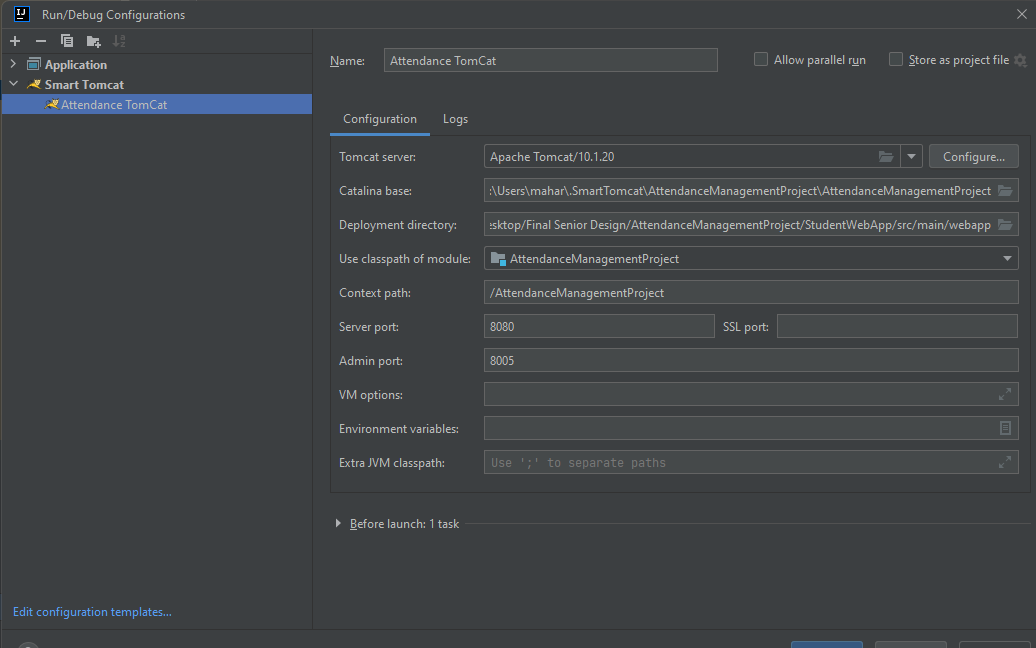 Run/Debug Configurations
Application
Smart Tomcat
Attendance TomCat
Edit configuration templates...
Name: Attendance TomCat Allow parallel run Store as project file
Configuration Logs
Tomcat server: Apache Tomcat/10.1.20 Configure...
Catalina base: :\Users\mahar\.SmartTomcat\AttendanceManagementProject\AttendanceManagementProject
Deployment directory: sktop/Final Senior Design/AttendanceManagementProject/StudentWebApp/src/main/webapp
Use classpath of module: AttendanceManagementProject
Context path: /AttendanceManagementProject
Server port: 8080 SSL port:
Admin port: 8005
VM options:
Environment variables:
Extra JVM classpath: Use ';' to separate paths
Before launch: 1 task